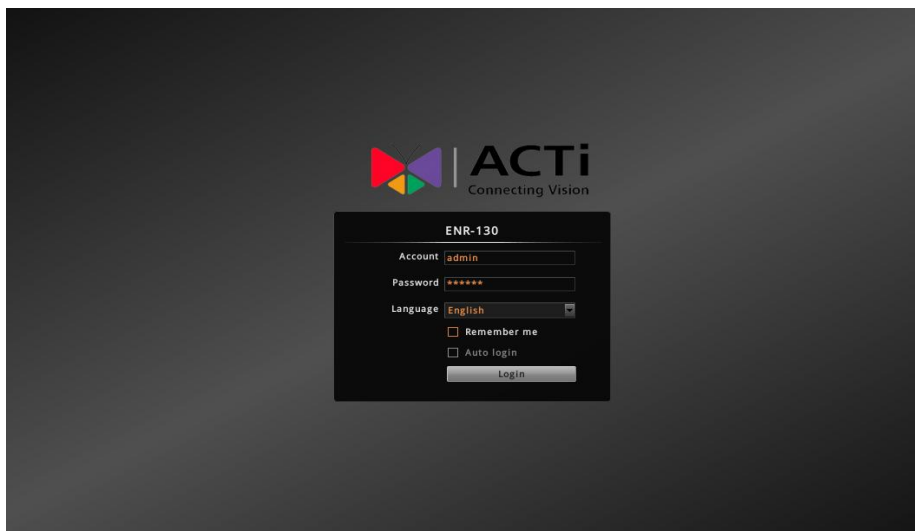 ACTi
Connecting Vision
ENR-130
Account admin
Password ******
Language English
Remember me
Auto login
Login